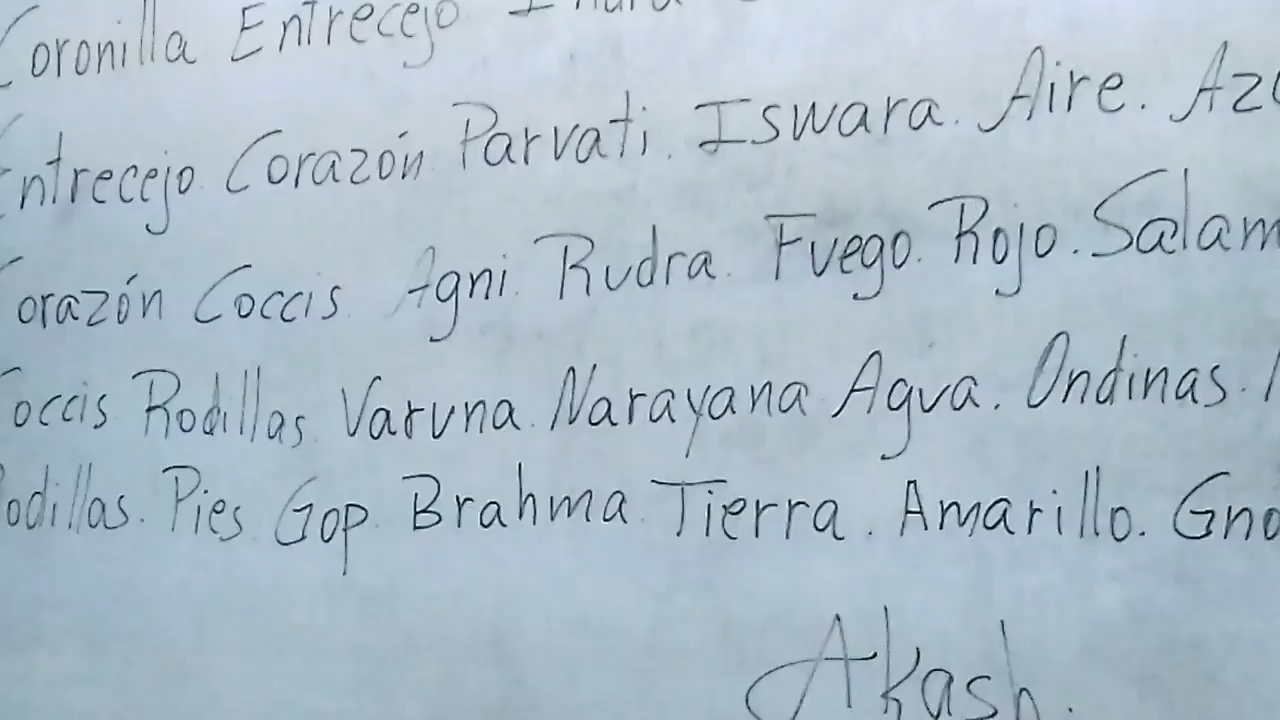 Coronilla Entrecejo
Entrecejo. Corazón Parvati. Iswara. Aire.
Corazón Coccis Agni. Rudra. Fuego. Rojo. Salam
Coccis Rodillas Varuna. Narayana Agua. Ondinas.
Rodillas. Pies Gop. Brahma Tierra. Amarillo. Gno
Akash.